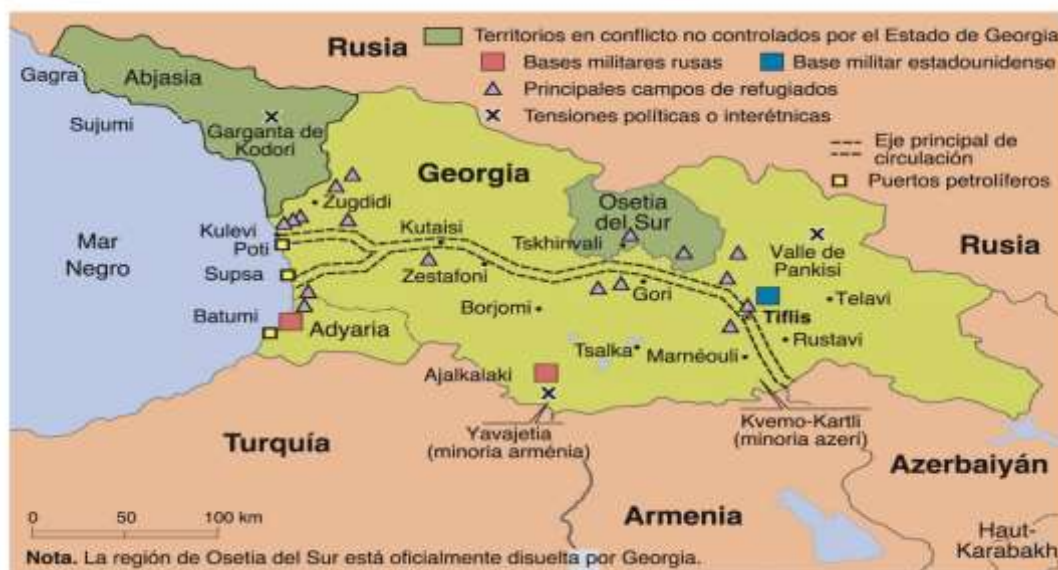 Rusia
Territorios en conflicto no controlados por el Estado de Georgia
Bases militares rusas
Base militar estadounidense
Principales campos de refugiados
Tensiones políticas o interétnicas
Eje principal de
circulación
Puertos petrolíferos
Gagra
Abjasia
Sujumi
Garganta de
Kodori
Georgia
Zugdidi
Osetia
del Sur
Rusia
Kulevi
Poti
Kutaisi
Tskhinvali
Valle de
Pankisi
Mar
Negro
Supsa
Zestafoni
Gori
Telavi
Borjomi
Tiflis
Batumi
Adyaria
Rustavi
Tsalka
Marnéouli
Ajalkalaki
Yavajetia
(minoria arménia)
Kvemo-Kartli
(minoria azerí)
Turquía
Azerbaiyán
Armenia
0 50 100 km
Haut-
Karabakh
Nota. La región de Osetia del Sur está oficialmente disuelta por Georgia.